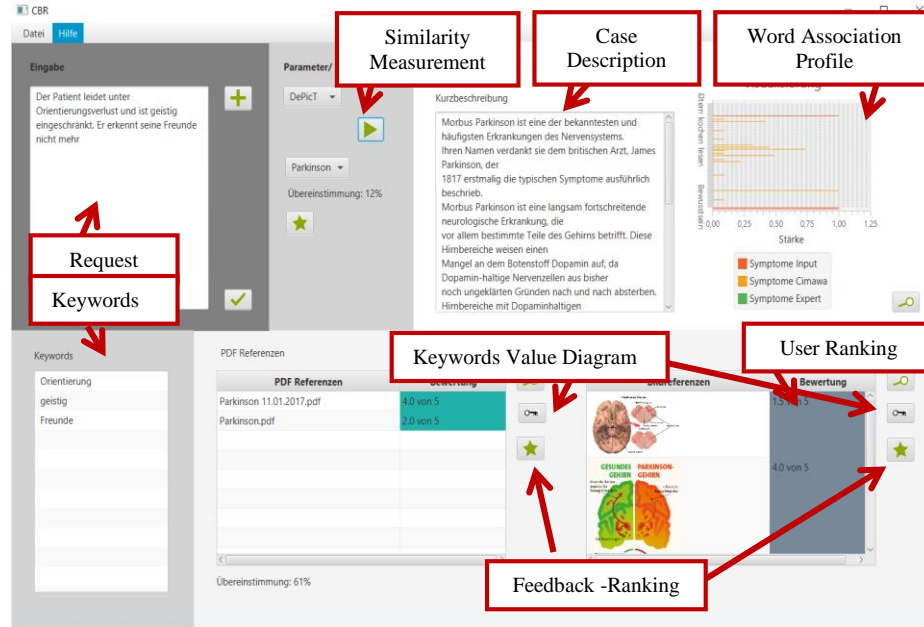 CBR
Datei Hilfe
Similarity
Measurement
Case
Description
Word Association
Profile
Eingabe
Der Patient leidet unter
Orientierungsverlust und ist geistig
eingeschränkt. Er erkennt seine Freunde
nicht mehr
Request
Keywords
Parameter/
DePicT
Parkinson
Übereinstimmung: 12%
Kurzbeschreibung
Morbus Parkinson ist eine der bekanntesten und
häufigsten Erkrankungen des Nervensystems.
Ihren Namen verdankt sie dem britischen Arzt, James
Parkinson, der
1817 erstmalig die typischen Symptome ausführlich
beschrieb.
Morbus Parkinson ist eine langsam fortschreitende
neurologische Erkrankung, die
vor allem bestimmte Teile des Gehirns betrifft. Diese
Hirnbereiche weisen einen
Mangel an dem Botenstoff Dopamin auf, da
Dopamin-haltige Nervenzellen aus bisher
noch ungeklärten Gründen nach und nach absterben.
Hirnbereiche mit Dopaminhaltigen
Eltern kochen lesen Bewusstsein
0,00 0,25 0,50 0,75 1,00 1,25
Stärke
Symptome Input
Symptome Cimawa
Symptome Expert
Keywords
Orientierung
geistig
Freunde
PDF Referenzen
Keywords Value Diagram
User Ranking
PDF Referenzen Bewertung
Parkinson 11.01.2017.pdf 4.0 von 5
Parkinson.pdf 2.0 von 5
Bildreferenzen Bewertung
1.5 von 5
GESUNDES PARKINSON-
GEHIRN GEHIRN
4.0 von 5
Feedback -Ranking
Übereinstimmung: 61%